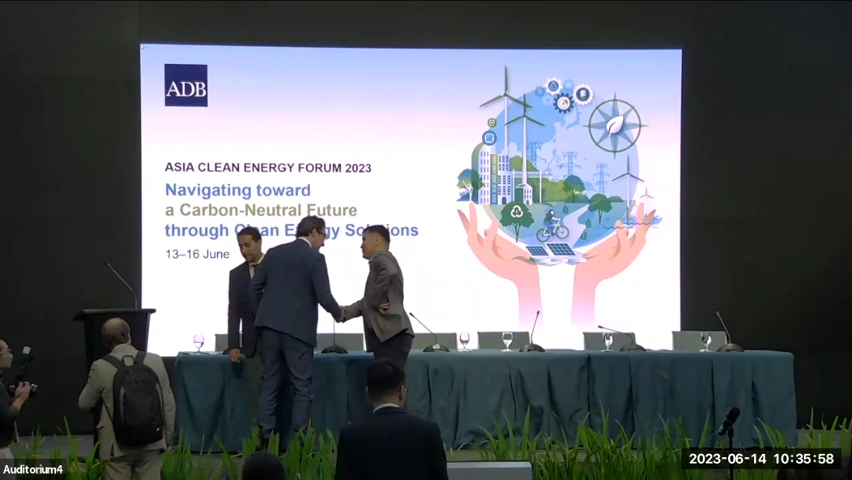 ADB
ASIA CLEAN ENERGY FORUM 2023
Navigating toward
a Carbon-Neutral Future
through Clean Energy Solutions
13–16 June
Auditorium4
2023-06-14 10:35:58